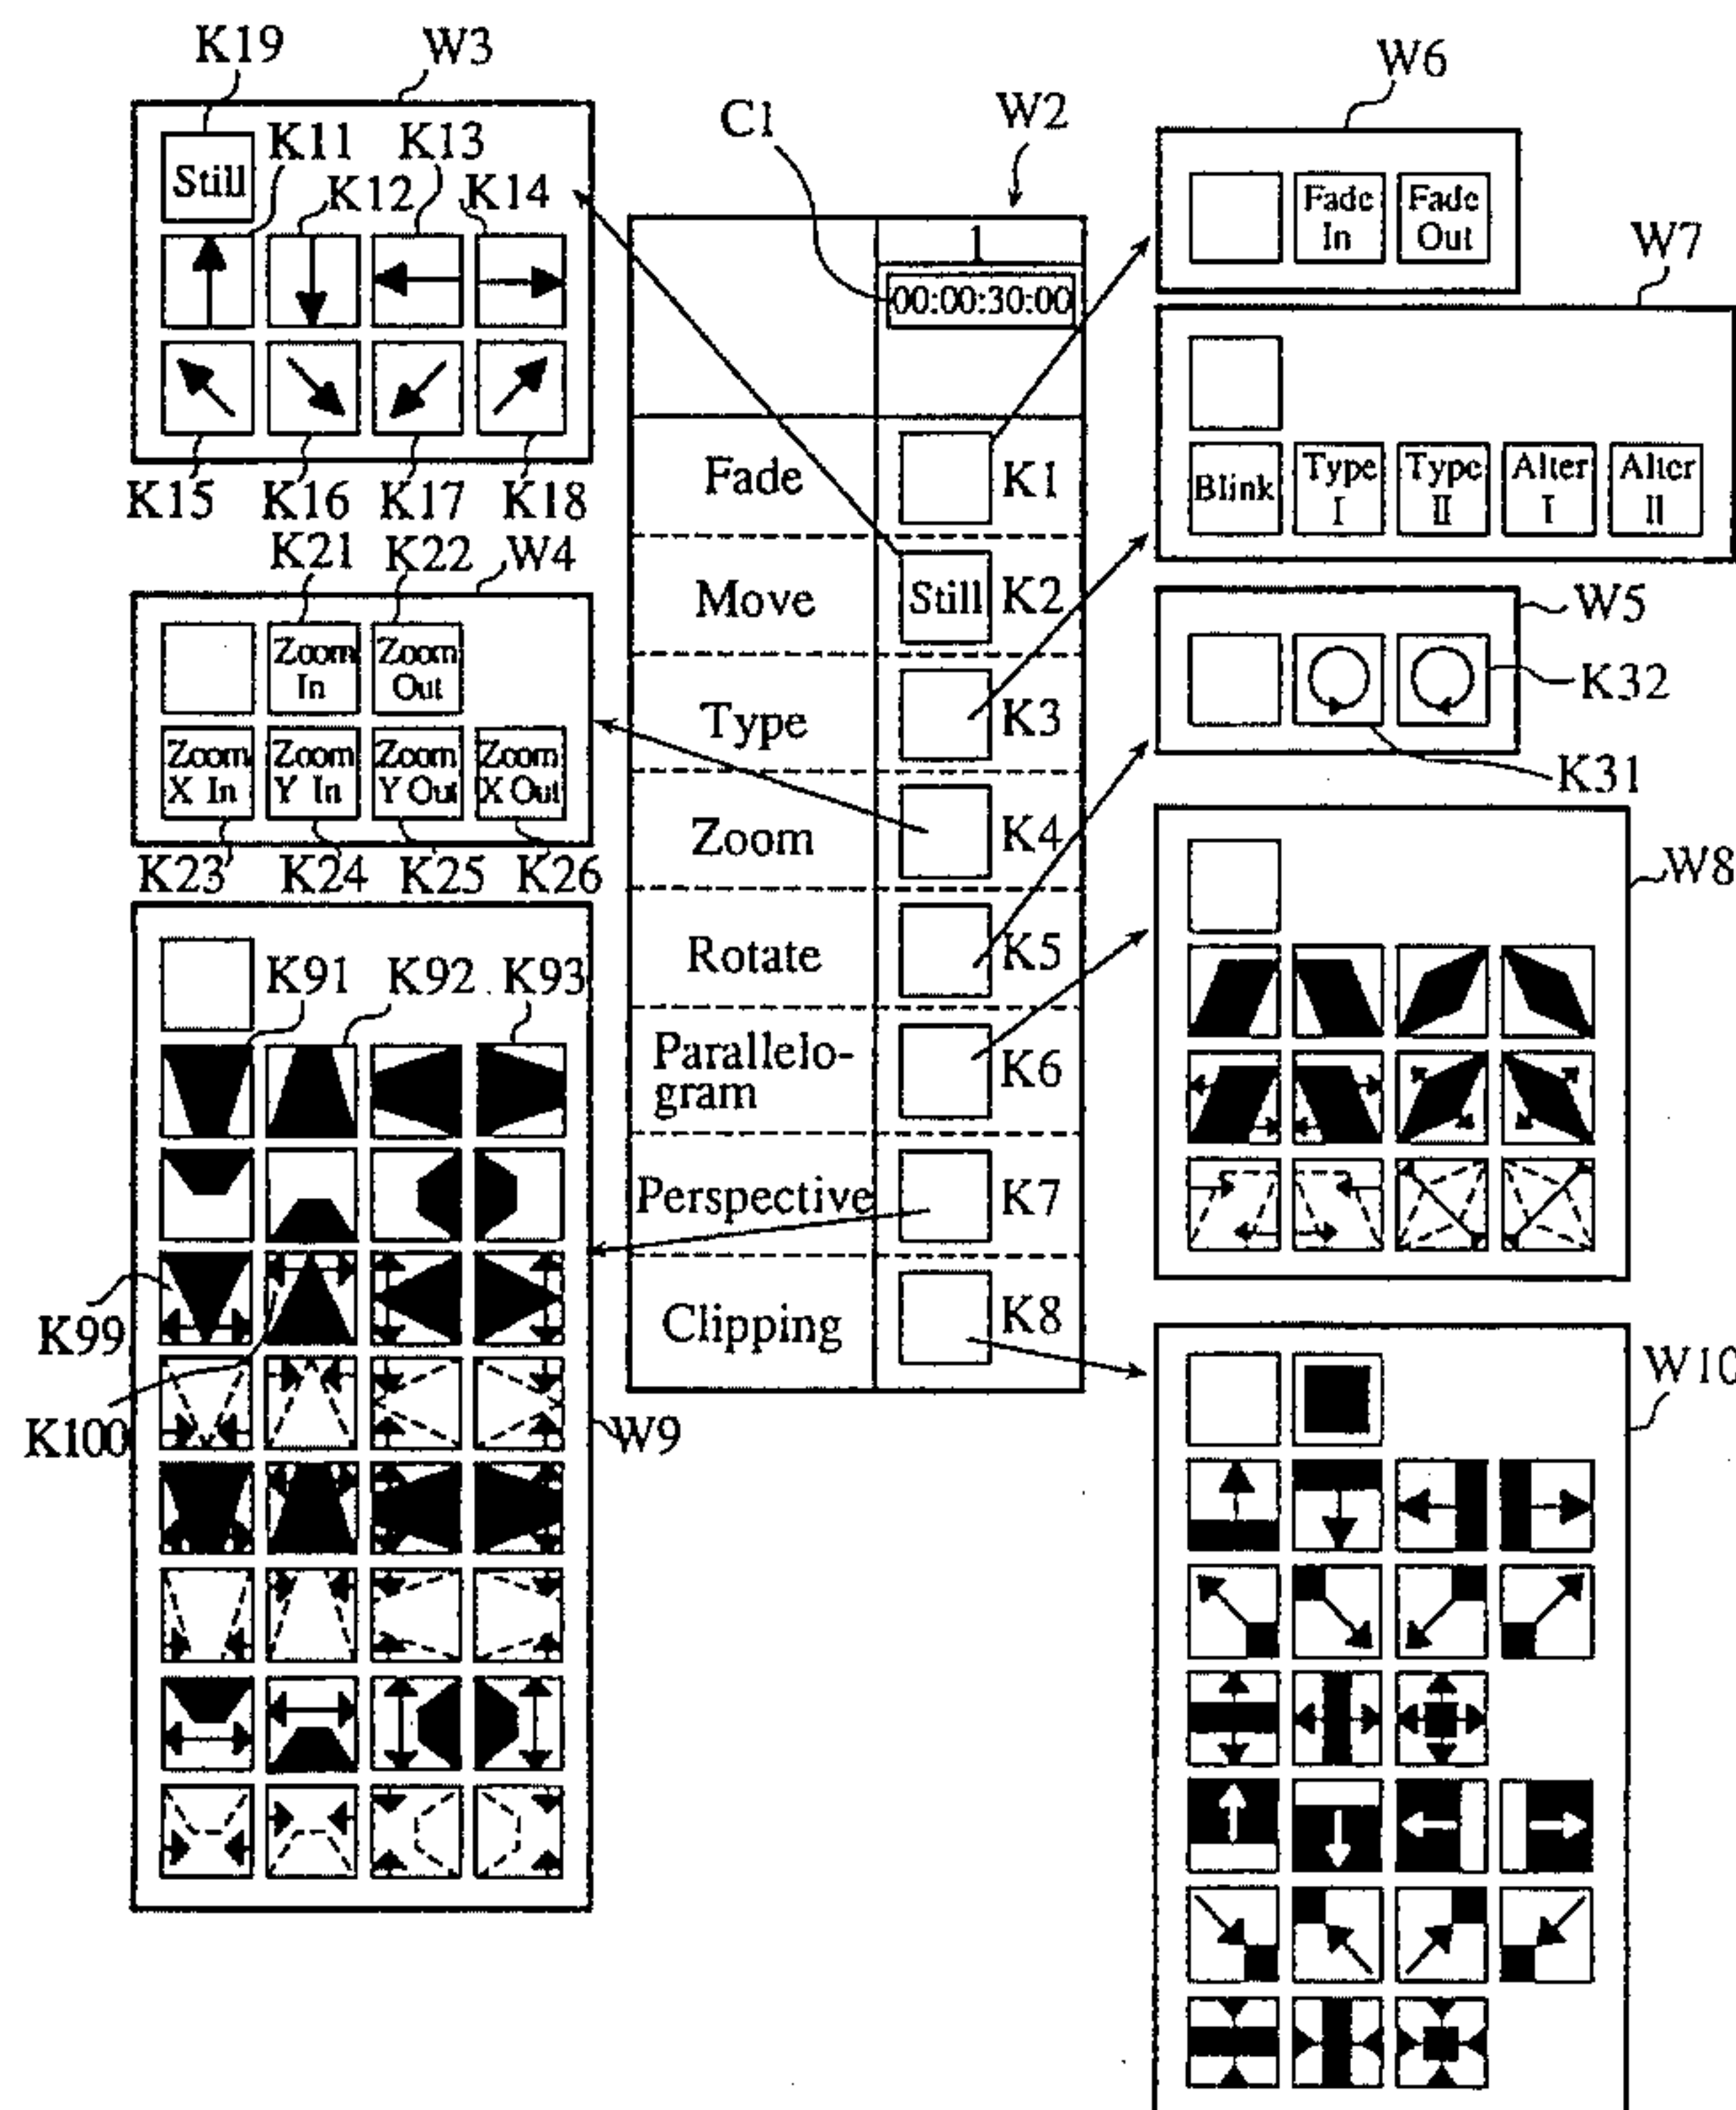 K19
W3
Still
K11
K13
K12
K14
K15
K16
K17
K18
K21
K22
W4
Zoom
In
Zoom
Out
Zoom
X In
Zoom
Y In
Zoom
Y Out
Zoom
X Out
K23
K24
K25
K26
K91
K92
K93
K99
K100
W9
C1
W2
1
00:00:30:00
Fade
K1
Move
Still
K2
Type
K3
Zoom
K4
Rotate
K5
Parallelo-
gram
K6
Perspective
K7
Clipping
K8
W6
Fade
In
Fade
Out
W7
Blink
Type
I
Type
II
Alter
I
Alter
II
W5
K32
K31
W8
W10